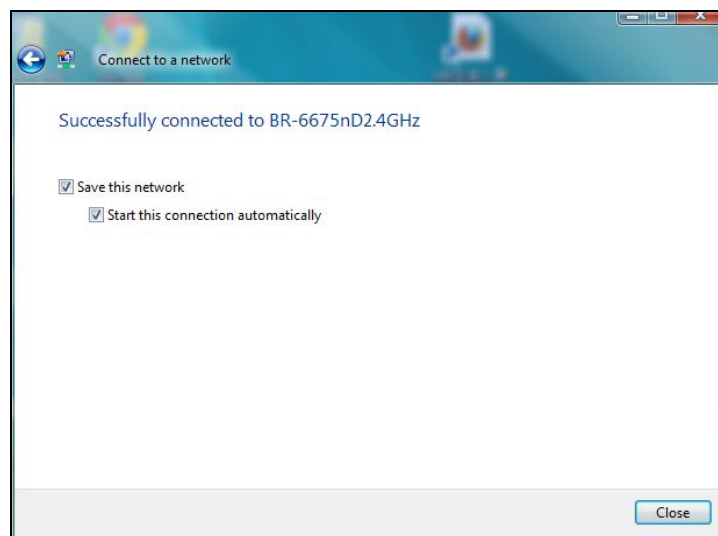 Connect to a network
Successfully connected to BR-6675nD2.4GHz
Save this network
Start this connection automatically
Close